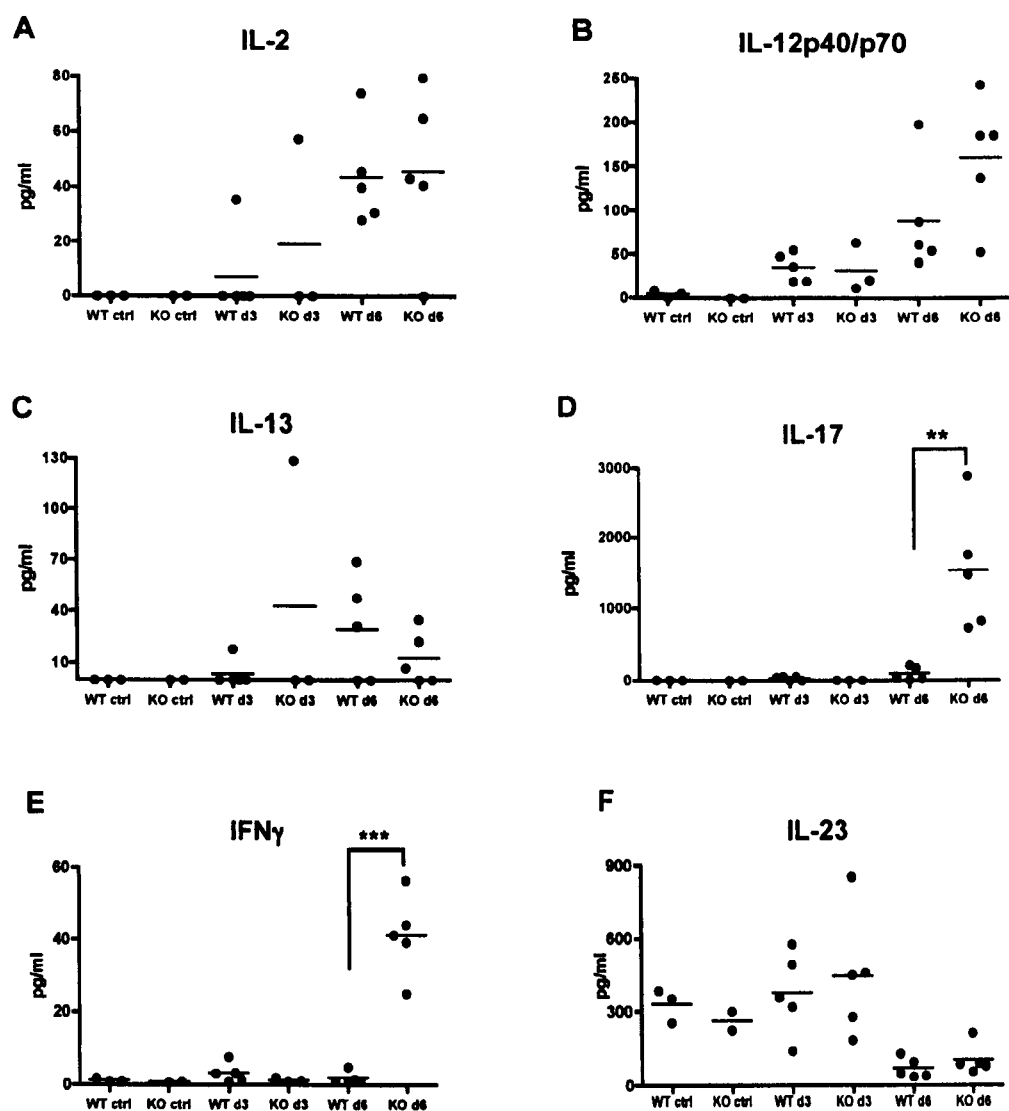 A
IL-2
80
60
40
20
0
pg/ml
WT ctrl KO ctrl WT d3 KO d3 WT d6 KO d6
B
IL-12p40/p70
250
200
150
100
50
0
pg/ml
WT ctrl KO ctrl WT d3 KO d3 WT d6 KO d6
C
IL-13
130
100
70
40
10
pg/ml
WT ctrl KO ctrl WT d3 KO d3 WT d6 KO d6
D
IL-17
**
3000
2000
1000
0
pg/ml
WT ctrl KO ctrl WT d3 KO d3 WT d6 KO d6
E
IFNγ
***
60
40
20
0
pg/ml
WT ctrl KO ctrl WT d3 KO d3 WT d6 KO d6
F
IL-23
900
600
300
0
pg/ml
WT ctrl KO ctrl WT d3 KO d3 WT d6 KO d6